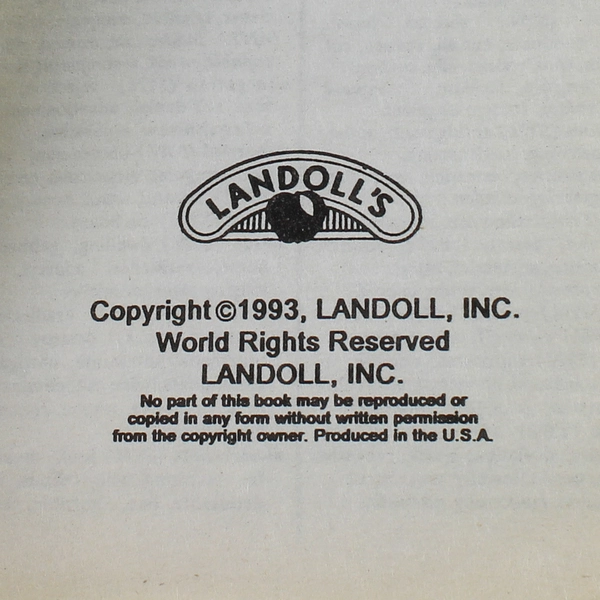 LANDOLL'S
Copyright ©1993, LANDOLL, INC.
World Rights Reserved
LANDOLL, INC.
No part of this book may be reproduced or
copied in any form without written permission
from the copyright owner. Produced in the U.S.A.